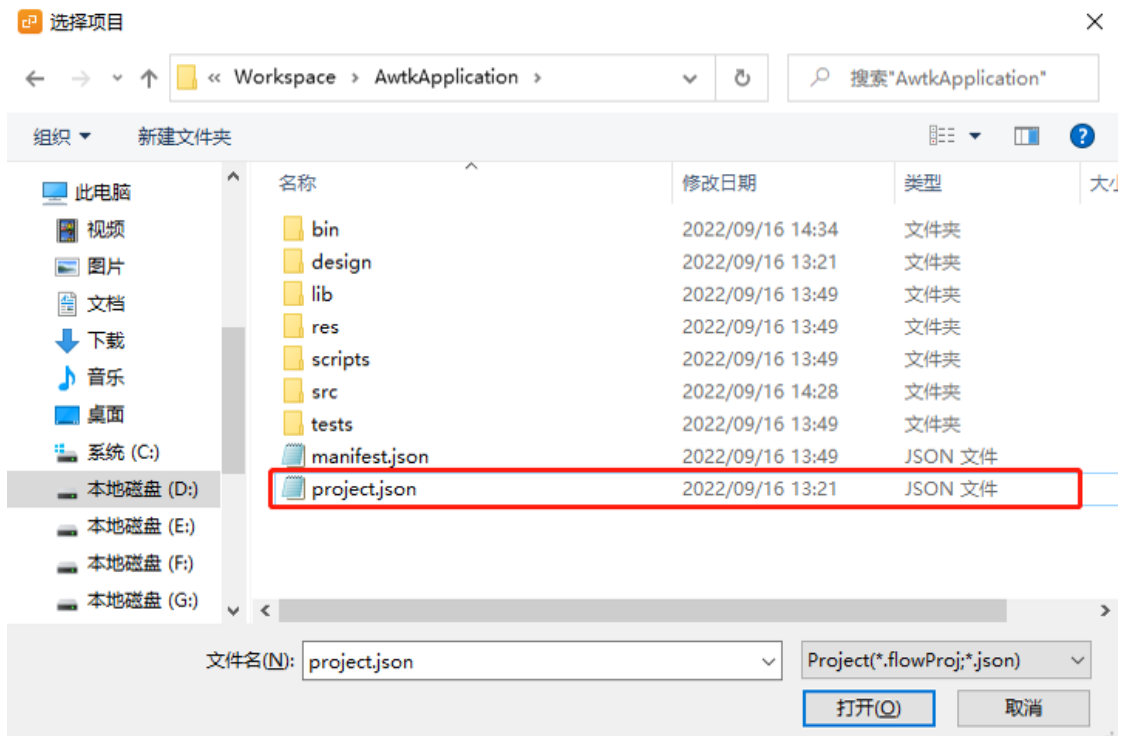 选择项目
« Workspace › AwtkApplication ›
搜索"AwtkApplication"
组织 新建文件夹
名称 修改日期 类型
此电脑
视频
图片
文档
下载
音乐
桌面
系统 (C:)
本地磁盘 (D:)
本地磁盘 (E:)
本地磁盘 (F:)
本地磁盘 (G:)
bin 2022/09/16 14:34 文件夹
design 2022/09/16 13:21 文件夹
lib 2022/09/16 13:49 文件夹
res 2022/09/16 13:49 文件夹
scripts 2022/09/16 13:49 文件夹
src 2022/09/16 14:28 文件夹
tests 2022/09/16 13:49 文件夹
manifest.json 2022/09/16 13:49 JSON 文件
project.json 2022/09/16 13:21 JSON 文件
文件名(N): project.json Project(*.flowProj;*.json)
打开(O) 取消